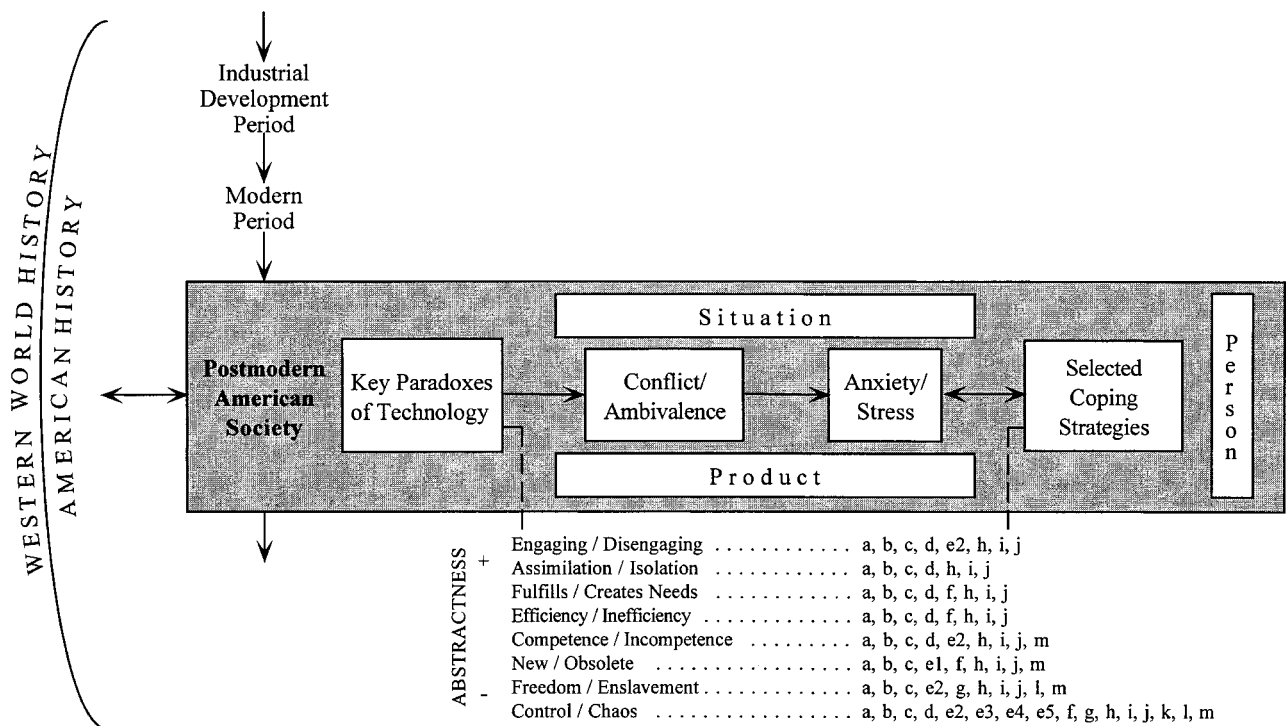 WESTERN WORLD HISTORY
AMERICAN HISTORY
Industrial
Development
Period
Modern
Period
Postmodern
American
Society
Key Paradoxes
of Technology
Situation
Conflict/
Ambivalence
Anxiety/
Stress
Product
Selected
Coping
Strategies
Person
ABSTRACTNESS
+
-
Engaging / Disengaging . . . . . . . . . . . . a, b, c, d, e2, h, i, j
Assimilation / Isolation . . . . . . . . . . . . a, b, c, d, h, i, j
Fulfills / Creates Needs . . . . . . . . . . . . a, b, c, d, f, h, i, j
Efficiency / Inefficiency . . . . . . . . . . . . a, b, c, d, f, h, i, j
Competence / Incompetence . . . . . . . . . a, b, c, d, e2, h, i, j, m
New / Obsolete . . . . . . . . . . . . . . . . a, b, c, e1, f, h, i, j, m
Freedom / Enslavement . . . . . . . . . . . . a, b, c, e2, g, h, i, j, l, m
Control / Chaos . . . . . . . . . . . . . . . . a, b, c, d, e2, e3, e4, e5, f, g, h, i, j, k, l, m